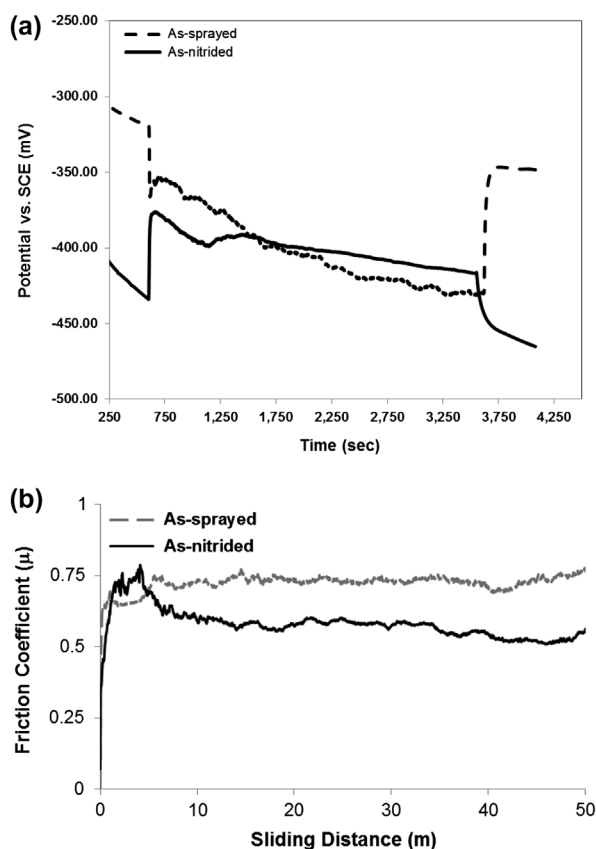 (a)
-250.00
As-sprayed
As-nitrided
-300.00
-350.00
-400.00
-450.00
-500.00
Potential vs. SCE (mV)
250 750 1,250 1,750 2,250 2,750 3,250 3,750 4,250
Time (sec)
(b)
1
As-sprayed
As-nitrided
0.75
0.5
0.25
0
Friction Coefficient (μ)
0 10 20 30 40 50
Sliding Distance (m)